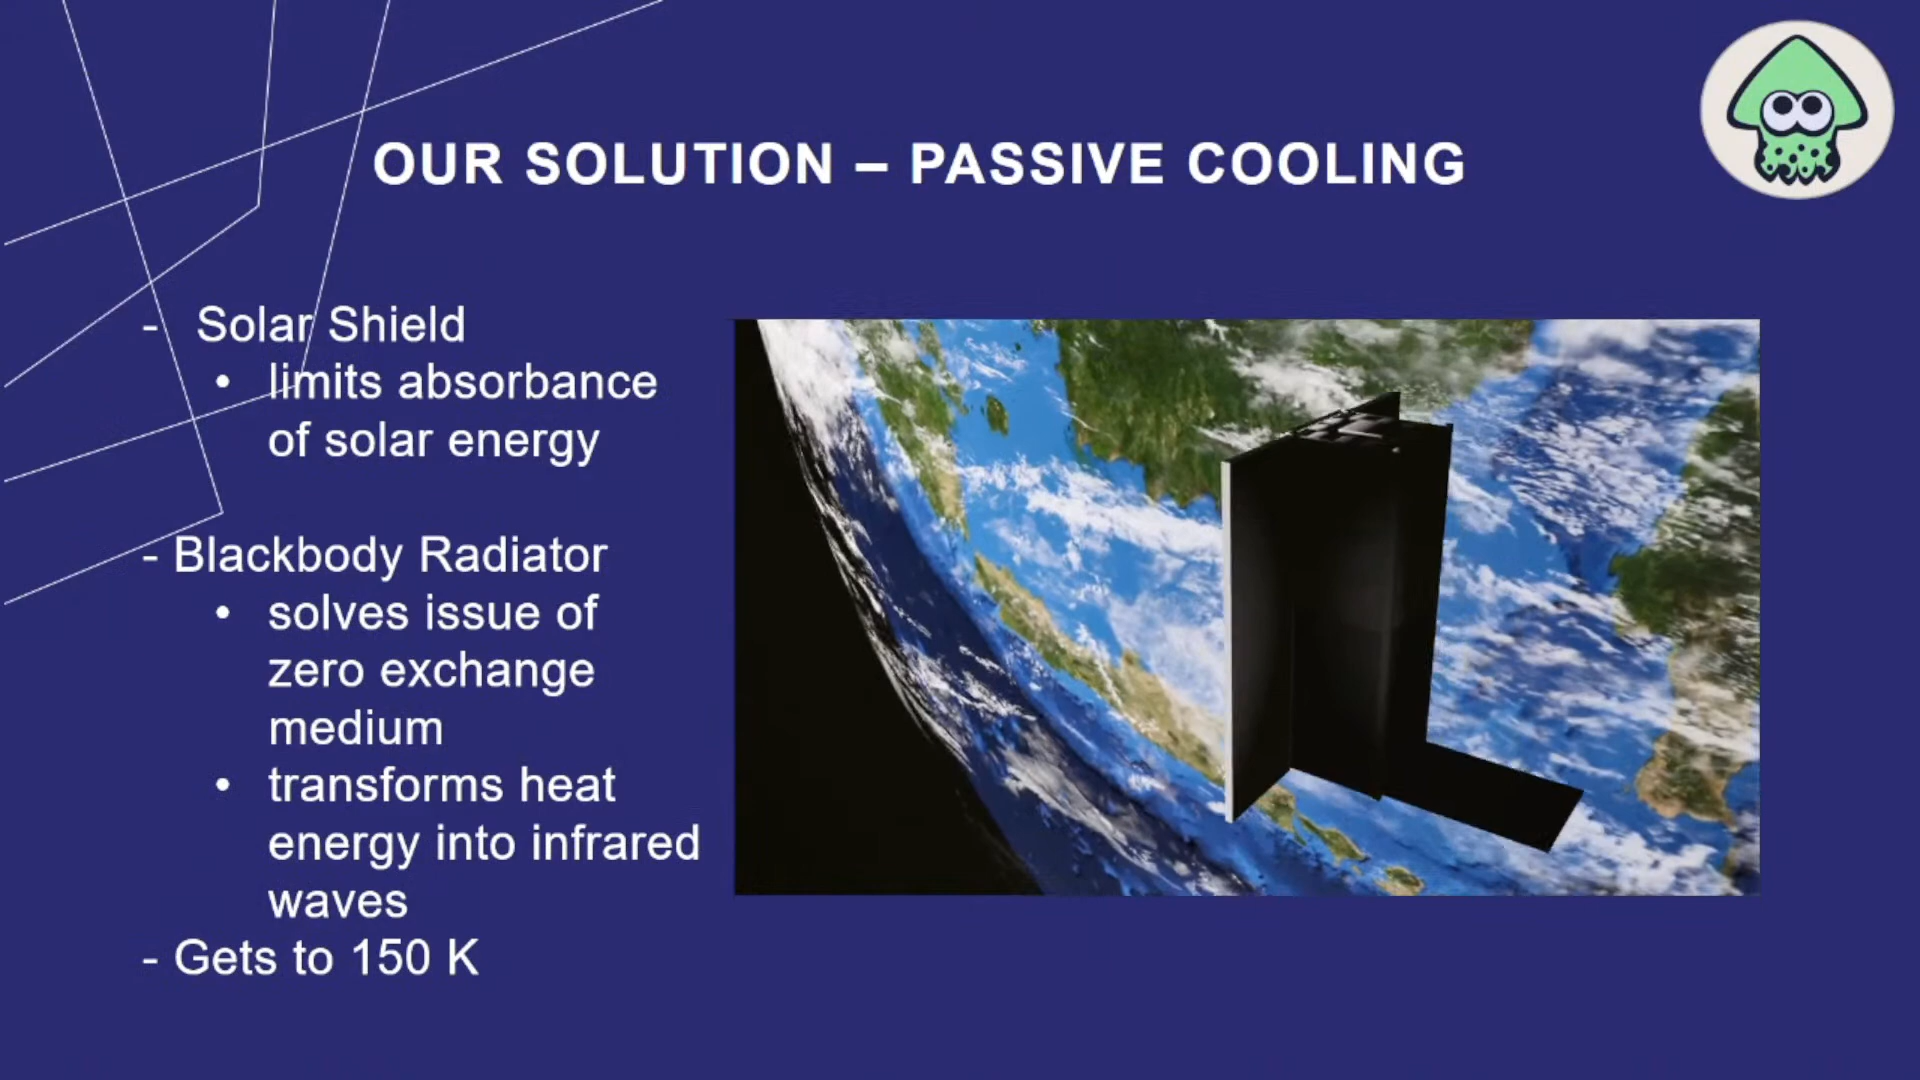 OUR SOLUTION – PASSIVE COOLING
- Solar Shield
• limits absorbance
of solar energy
- Blackbody Radiator
• solves issue of
zero exchange
medium
• transforms heat
energy into infrared
waves
- Gets to 150 K